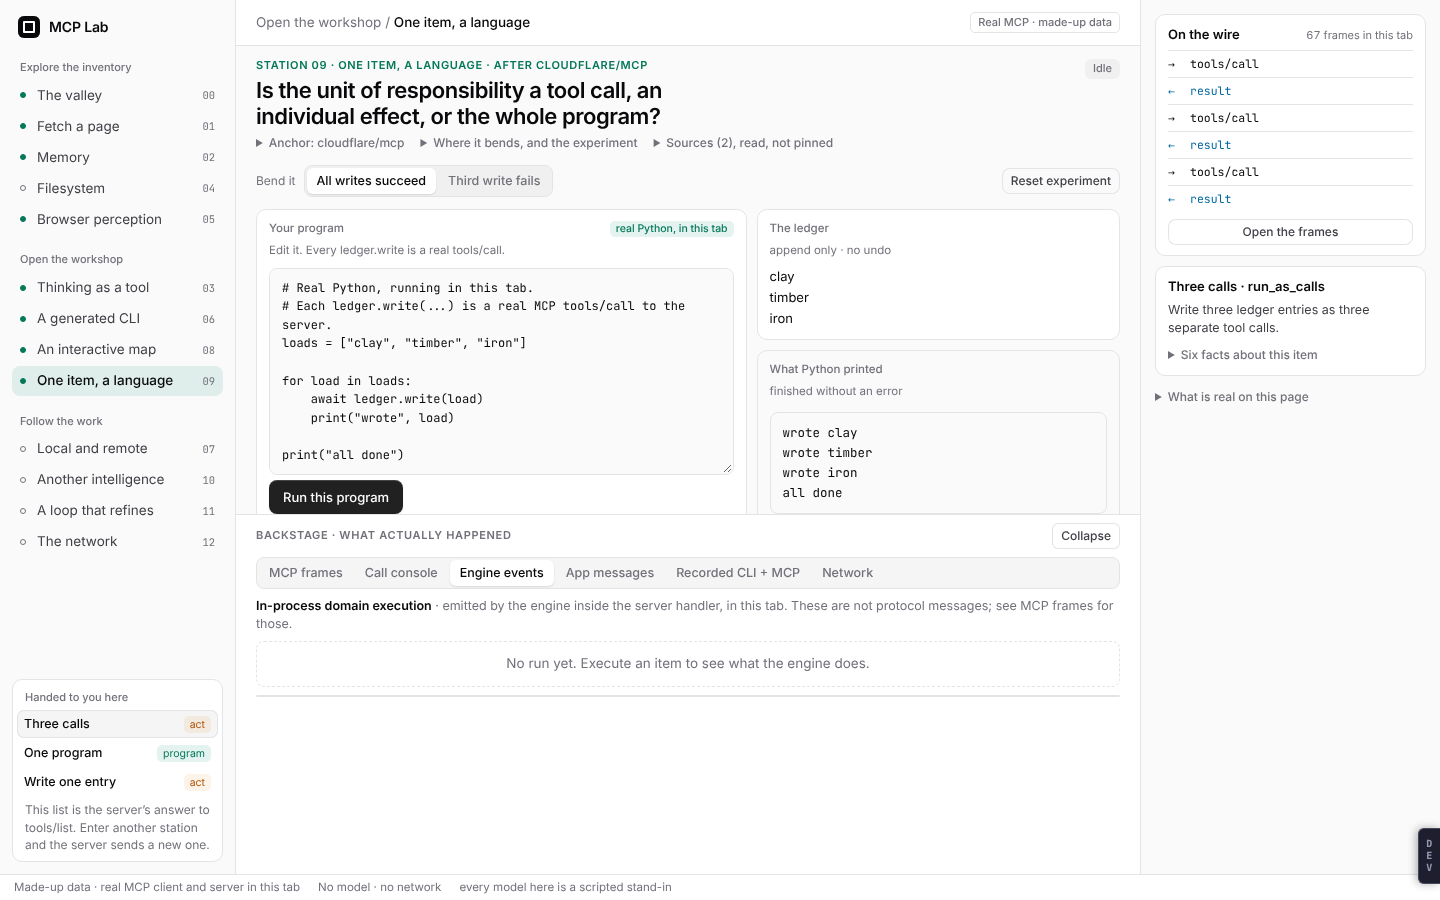 MCP Lab
Explore the inventory
The valley 00
Fetch a page 01
Memory 02
Filesystem 04
Browser perception 05
Open the workshop
Thinking as a tool 03
A generated CLI 06
An interactive map 08
One item, a language 09
Follow the work
Local and remote 07
Another intelligence 10
A loop that refines 11
The network 12
Handed to you here
Three calls act
One program program
Write one entry act
This list is the server’s answer to
tools/list. Enter another station
and the server sends a new one.
Open the workshop / One item, a language
Real MCP · made-up data
STATION 09 · ONE ITEM, A LANGUAGE · AFTER CLOUDFLARE/MCP
Idle
Is the unit of responsibility a tool call, an
individual effect, or the whole program?
Anchor: cloudflare/mcp Where it bends, and the experiment Sources (2), read, not pinned
Bend it All writes succeed Third write fails Reset experiment
Your program real Python, in this tab
Edit it. Every ledger.write is a real tools/call.
# Real Python, running in this tab.
# Each ledger.write(...) is a real MCP tools/call to the
server.
loads = ["clay", "timber", "iron"]
for load in loads:
    await ledger.write(load)
    print("wrote", load)
print("all done")
Run this program
The ledger
append only · no undo
clay
timber
iron
What Python printed
finished without an error
wrote clay
wrote timber
wrote iron
all done
BACKSTAGE · WHAT ACTUALLY HAPPENED
Collapse
MCP frames Call console Engine events App messages Recorded CLI + MCP Network
In-process domain execution · emitted by the engine inside the server handler, in this tab. These are not protocol messages; see MCP frames for
those.
No run yet. Execute an item to see what the engine does.
On the wire 67 frames in this tab
→ tools/call
← result
→ tools/call
← result
→ tools/call
← result
Open the frames
Three calls · run_as_calls
Write three ledger entries as three
separate tool calls.
Six facts about this item
What is real on this page
DEV
Made-up data · real MCP client and server in this tab No model · no network every model here is a scripted stand-in